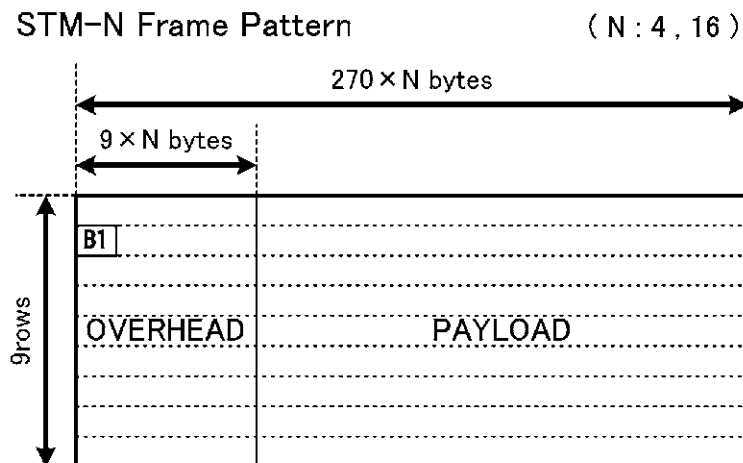 STM-N Frame Pattern (N:4,16)
270×N bytes
9×N bytes
B1
9rows
OVERHEAD PAYLOAD